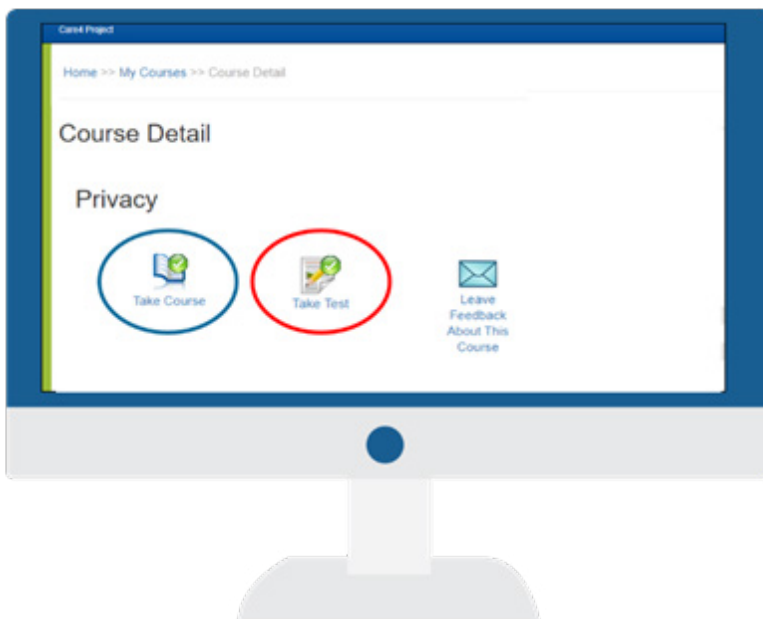 Care4 Project
Home >> My Courses >> Course Detail
Course Detail
Privacy
Take Course
Take Test
Leave
Feedback
About This
Course